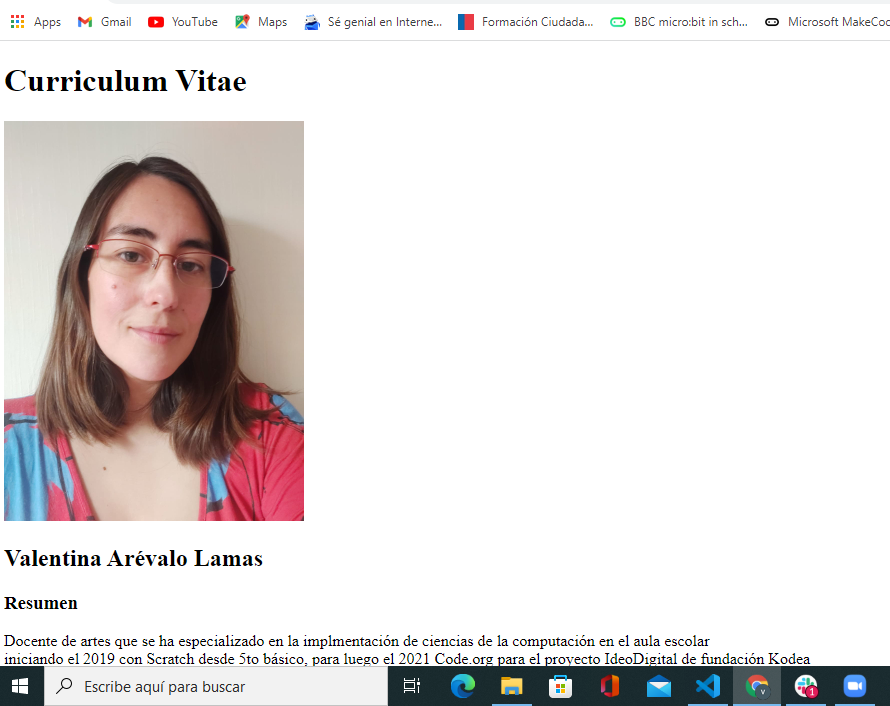 Apps Gmail YouTube Maps Sé genial en Interne... Formación Ciudada... BBC micro:bit in sch... Microsoft MakeCod
Curriculum Vitae
Valentina Arévalo Lamas
Resumen
Docente de artes que se ha especializado en la implmentación de ciencias de la computación en el aula escolar
iniciando el 2019 con Scratch desde 5to básico, para luego el 2021 Code.org para el proyecto IdeoDigital de fundación Kodea
Escribe aquí para buscar
v
1